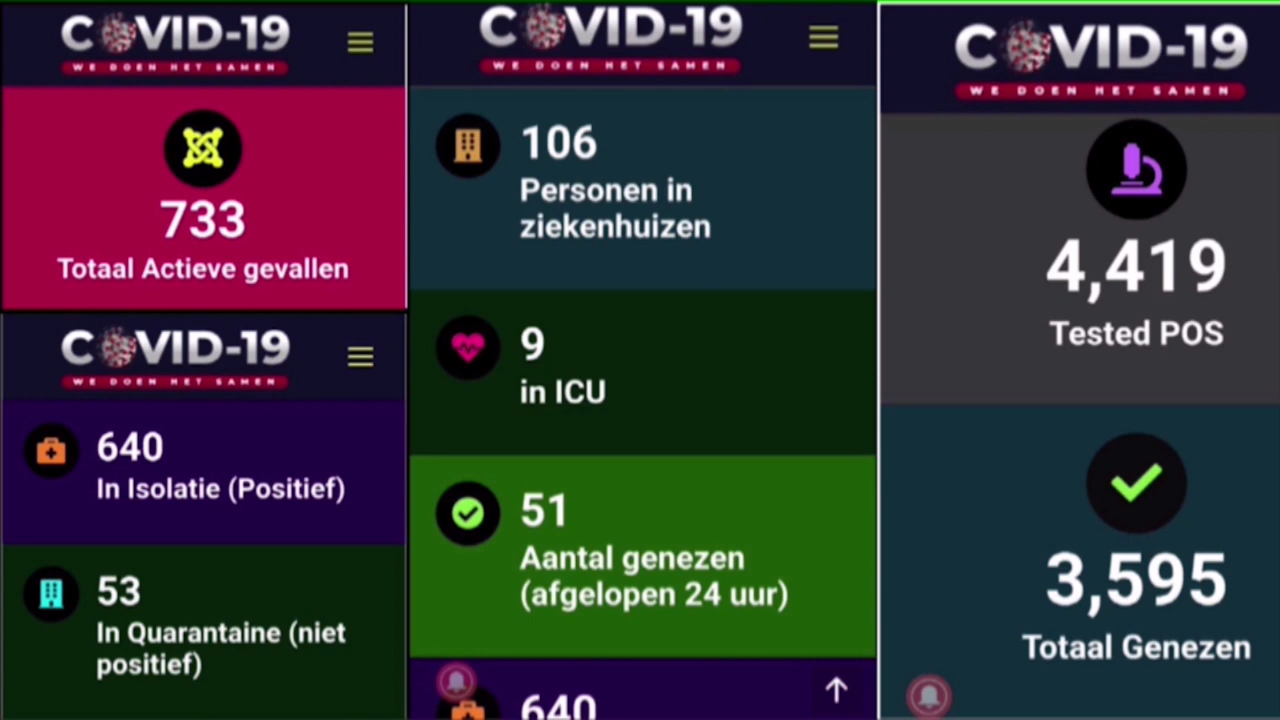 COVID-19
WE DOEN HET SAMEN
733
Totaal Actieve gevallen
COVID-19
WE DOEN HET SAMEN
640
In Isolatie (Positief)
53
In Quarantaine (niet
positief)
COVID-19
WE DOEN HET SAMEN
106
Personen in
ziekenhuizen
9
in ICU
51
Aantal genezen
(afgelopen 24 uur)
640
COVID-19
WE DOEN HET SAMEN
4,419
Tested POS
3,595
Totaal Genezen